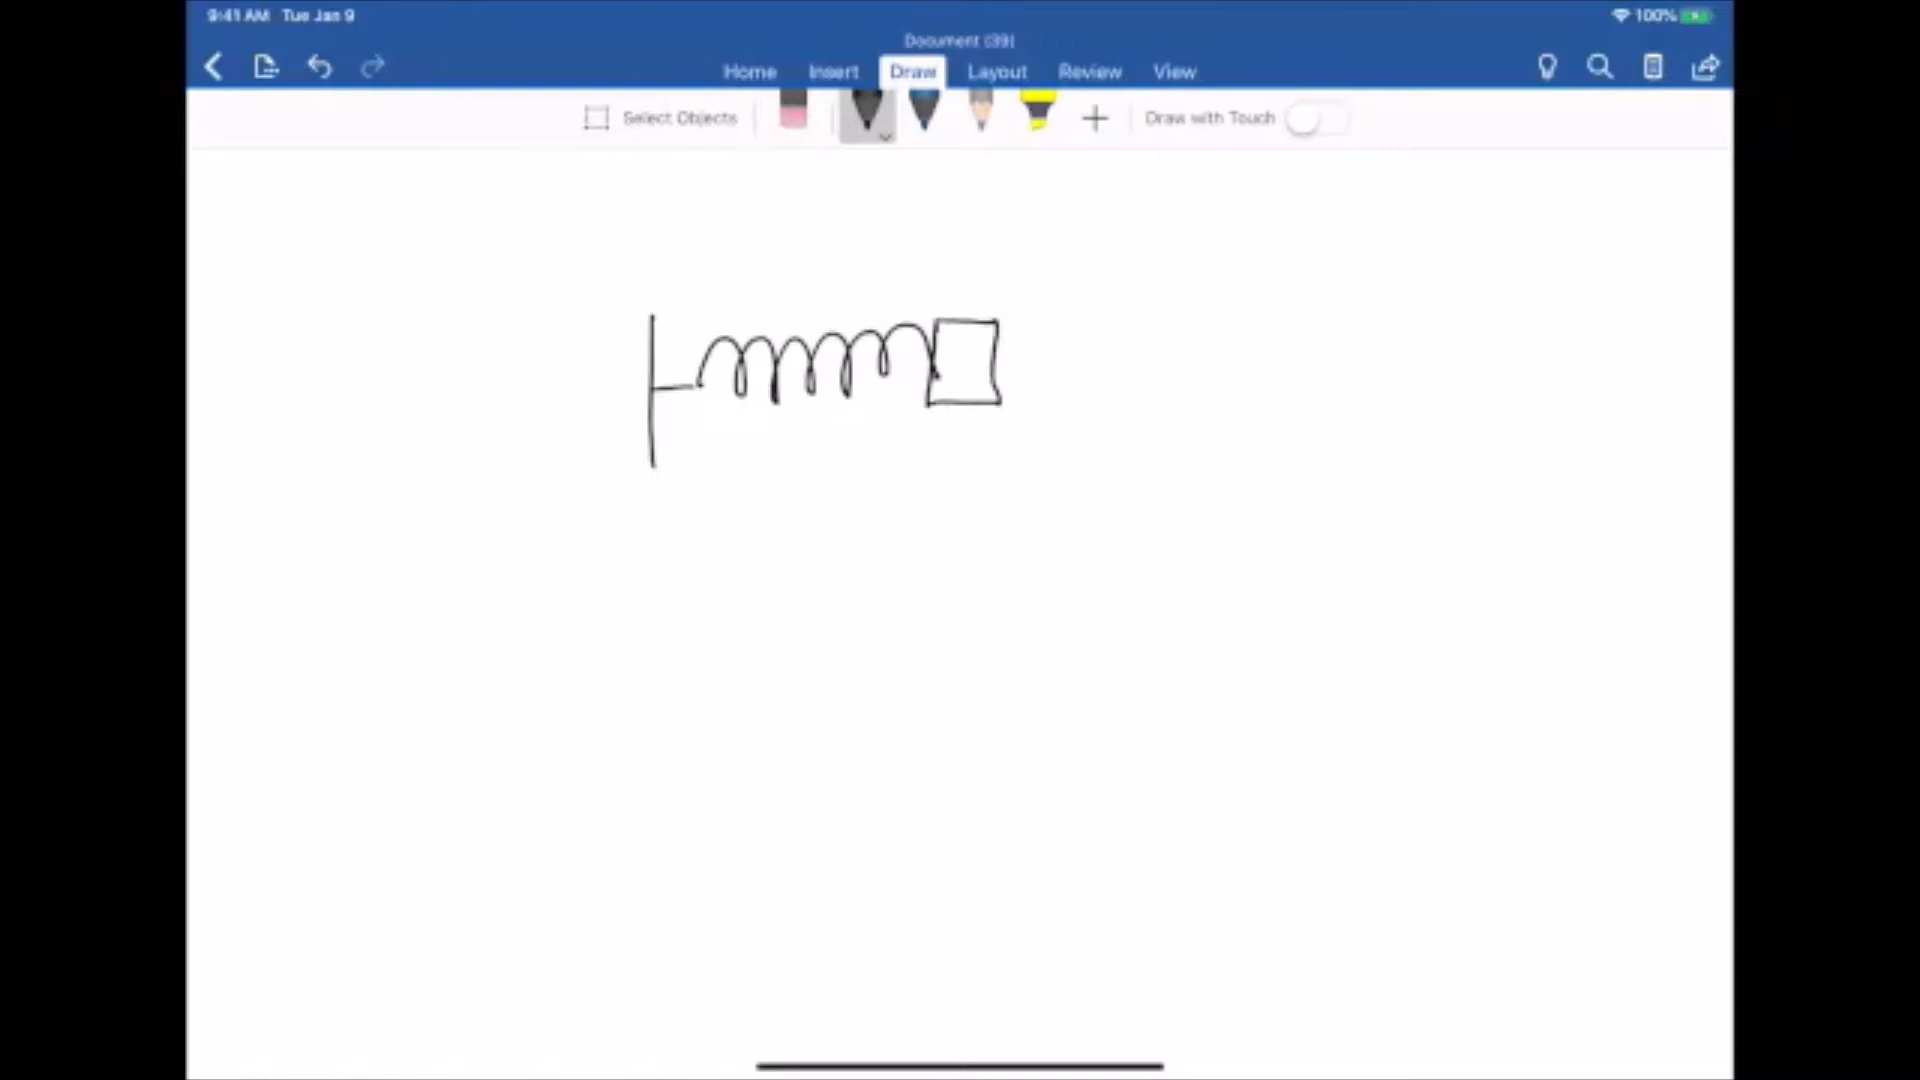 9:41 AM Tue Jan 9
100%
Document (39)
Home Insert Draw Layout Review View
Select Objects
Draw with Touch